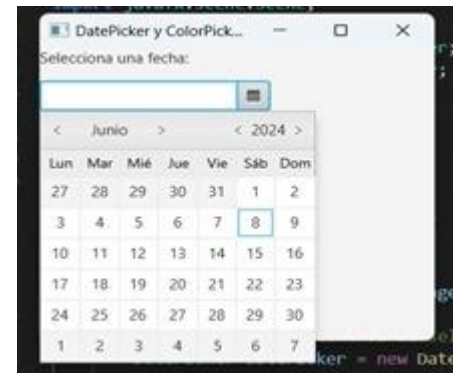 DatePicker y ColorPick...
Selecciona una fecha:
< Junio > < 2024 >
Lun Mar Mié Jue Vie Sáb Dom
27 28 29 30 31 1 2
3 4 5 6 7 8 9
10 11 12 13 14 15 16
17 18 19 20 21 22 23
24 25 26 27 28 29 30
1 2 3 4 5 6 7
ker = new Date